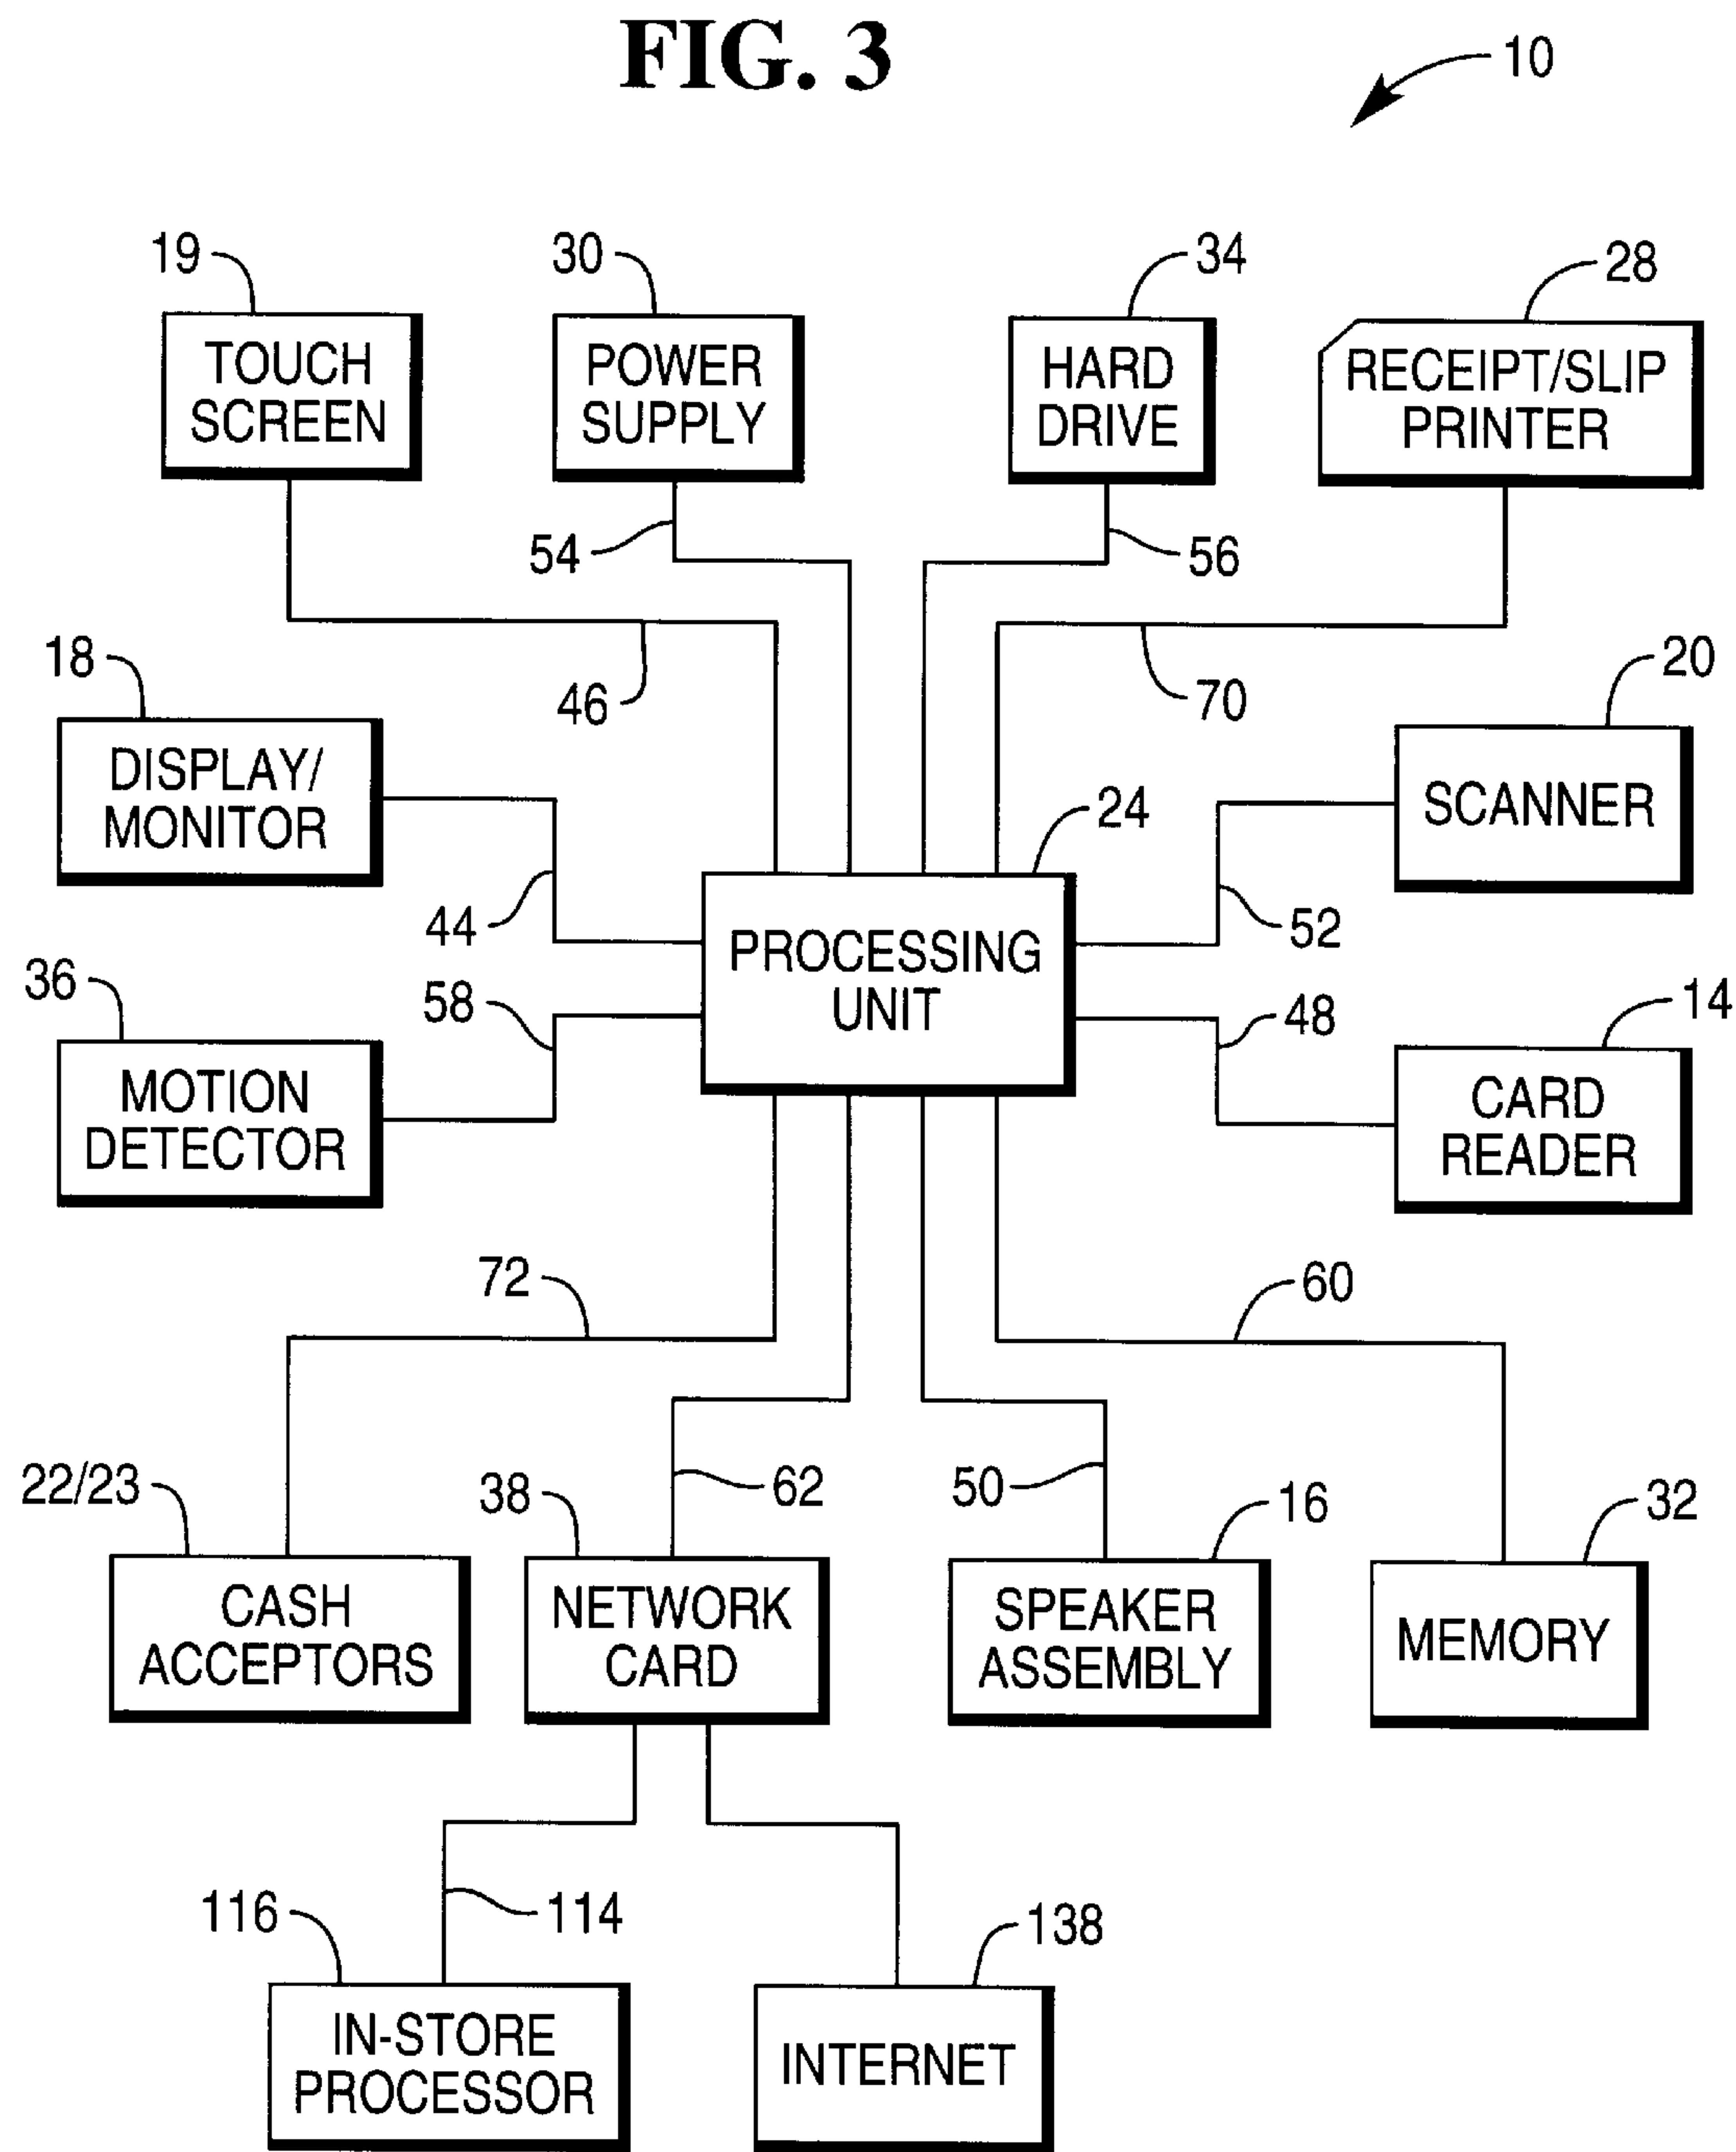 FIG. 3
10
19
30
34
28
TOUCH
SCREEN
POWER
SUPPLY
HARD
DRIVE
RECEIPT/SLIP
PRINTER
54
56
18
46
70
20
DISPLAY/
MONITOR
24
SCANNER
44
52
PROCESSING
UNIT
36
58
48
14
MOTION
DETECTOR
CARD
READER
72
60
22/23
38
62
50
16
32
CASH
ACCEPTORS
NETWORK
CARD
SPEAKER
ASSEMBLY
MEMORY
116
114
138
IN-STORE
PROCESSOR
INTERNET